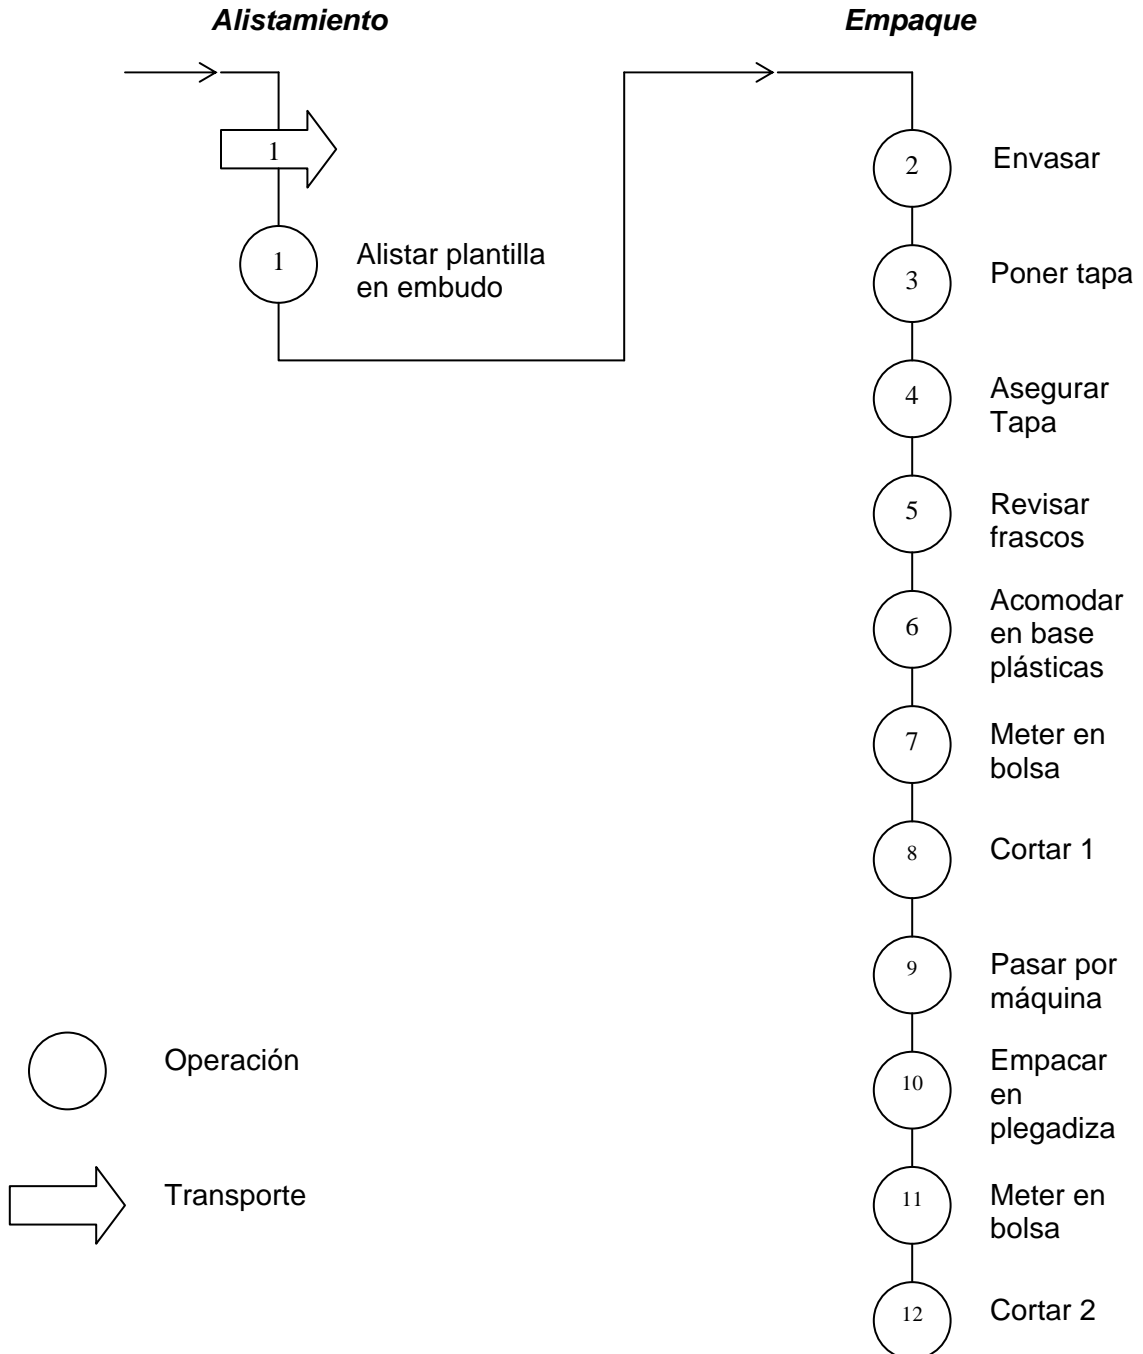 Alistamiento
Empaque
1
1
Alistar plantilla
en embudo
2
Envasar
3
Poner tapa
4
Asegurar
Tapa
5
Revisar
frascos
6
Acomodar
en base
plásticas
7
Meter en
bolsa
8
Cortar 1
9
Pasar por
máquina
10
Empacar
en
plegadiza
11
Meter en
bolsa
12
Cortar 2
Operación
Transporte